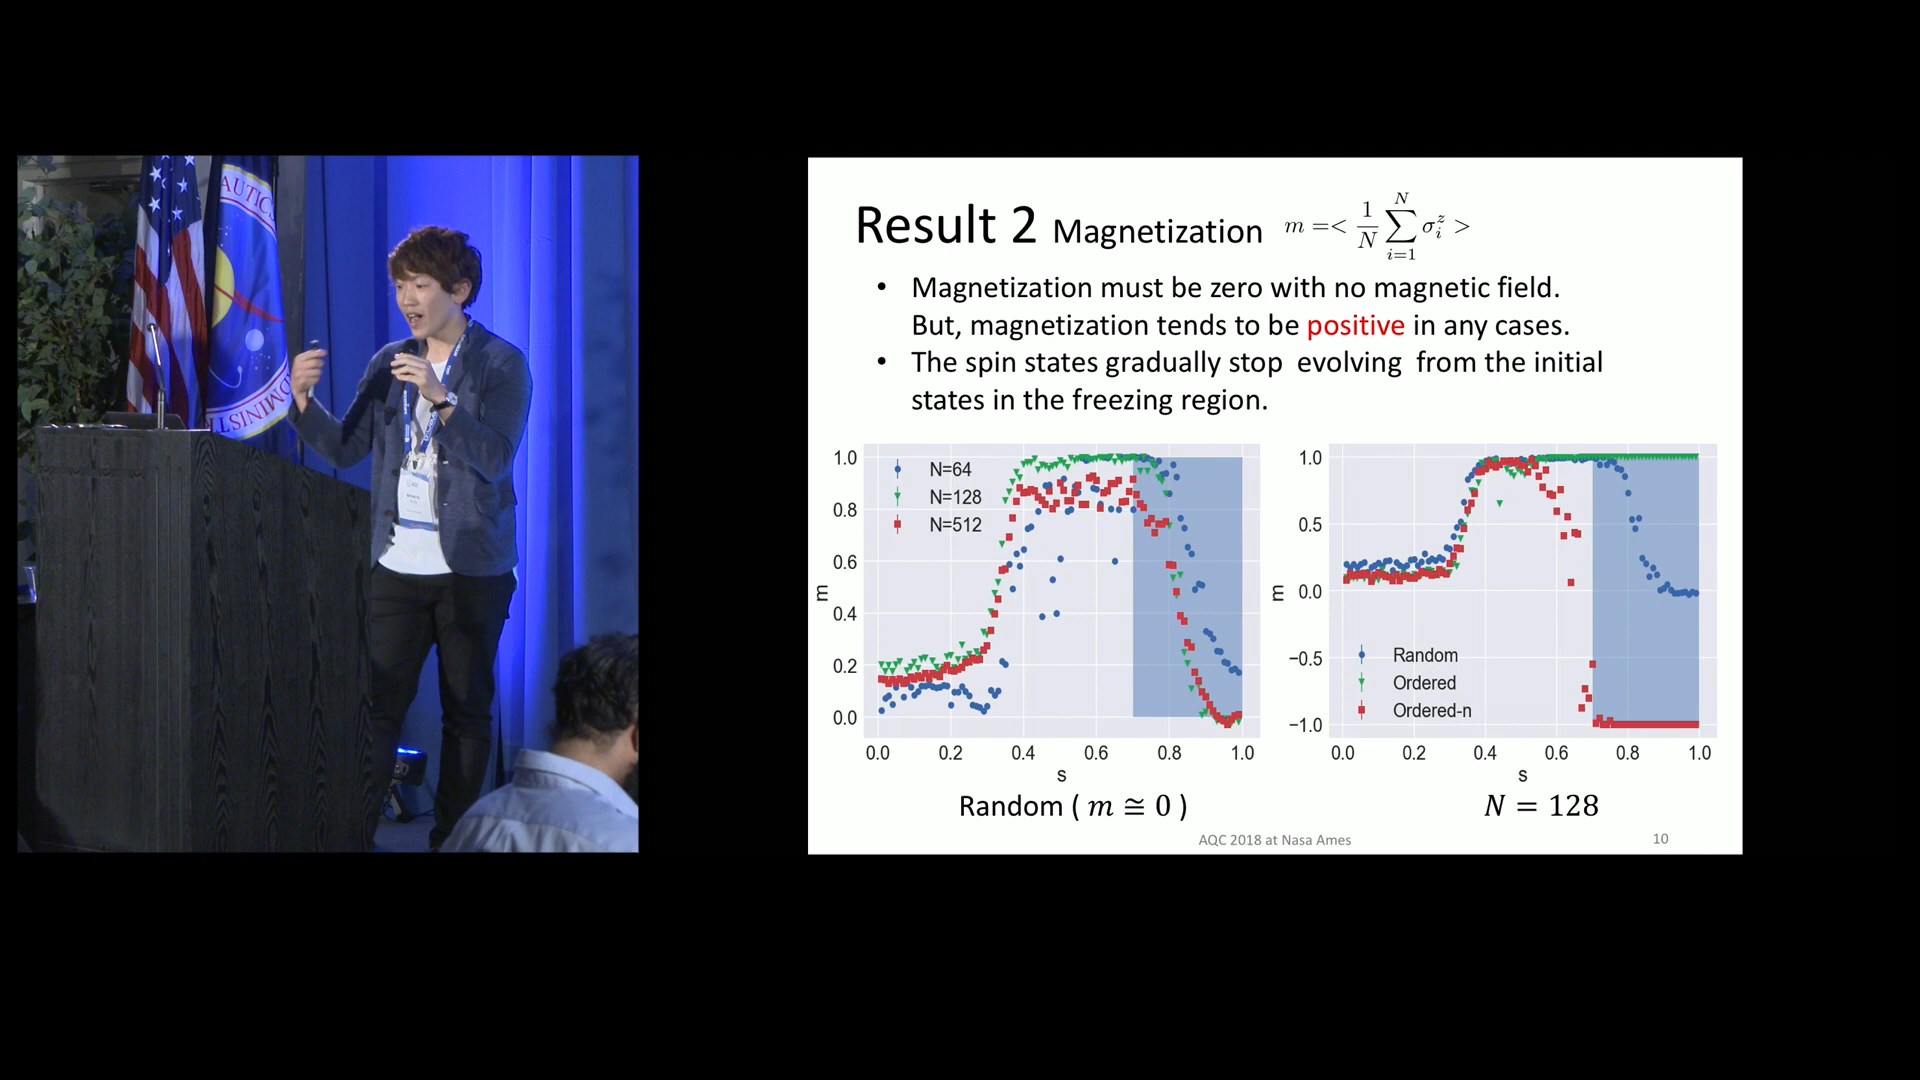 AUTICS
ADMINIST
Result 2 Magnetization m =< 1/N ∑_{i=1}^{N} σ_i^z >
• Magnetization must be zero with no magnetic field.
But, magnetization tends to be positive in any cases.
• The spin states gradually stop evolving from the initial
states in the freezing region.
1.0
0.8
0.6
0.4
0.2
0.0
m
N=64
N=128
N=512
0.0 0.2 0.4 0.6 0.8 1.0
s
Random ( m ≅ 0 )
1.0
0.5
0.0
−0.5
−1.0
m
Random
Ordered
Ordered-n
0.0 0.2 0.4 0.6 0.8 1.0
s
N = 128
AQC 2018 at Nasa Ames
10